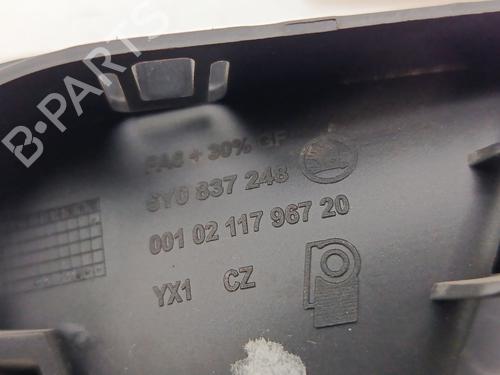 B-PARTS
PA6 + 30% GF
6Y0 837 248
001 02 117 967 20
YX1 CZ